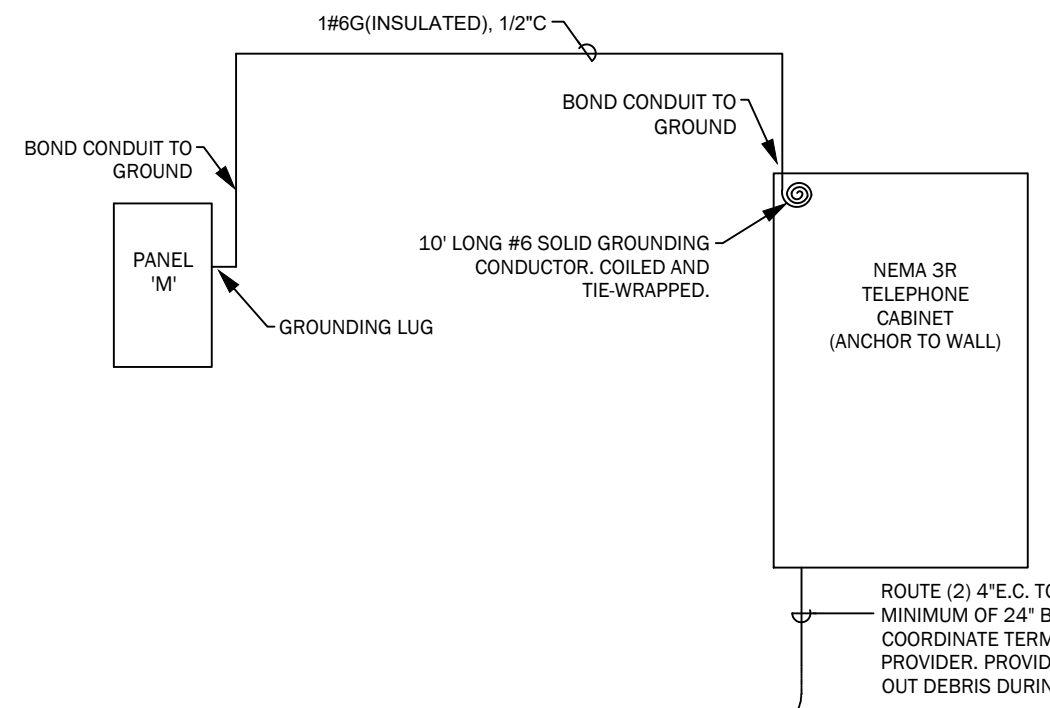 1#6G(INSULATED), 1/2"C
BOND CONDUIT TO
GROUND
BOND CONDUIT TO
GROUND
PANEL
'M'
10' LONG #6 SOLID GROUNDING
CONDUCTOR. COILED AND
TIE-WRAPPED.
GROUNDING LUG
NEMA 3R
TELEPHONE
CABINET
(ANCHOR TO WALL)
ROUTE (2) 4"E.C. TO
MINIMUM OF 24" B
COORDINATE TERM
PROVIDER. PROVID
OUT DEBRIS DURIN